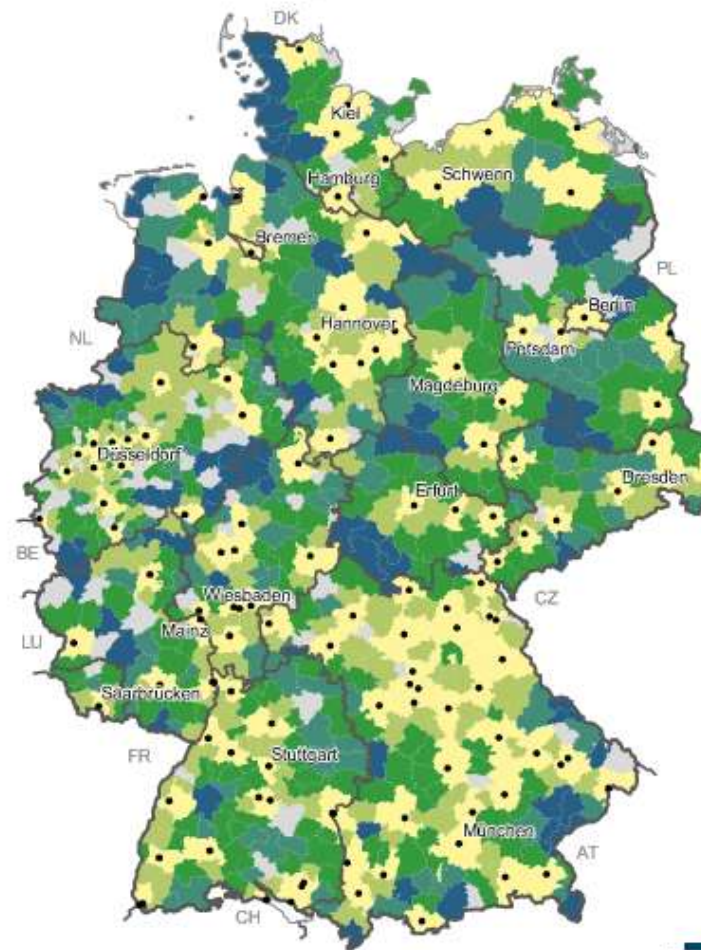 DK
Kiel
Hamburg
Schwerin
Bremen
PL
Berlin
Hannover
NL
Potsdam
Magdeburg
Düsseldorf
Erfurt
Dresden
BE
Wiesbaden
CZ
Mainz
LU
Saarbrücken
FR
Stuttgart
München
AT
CH